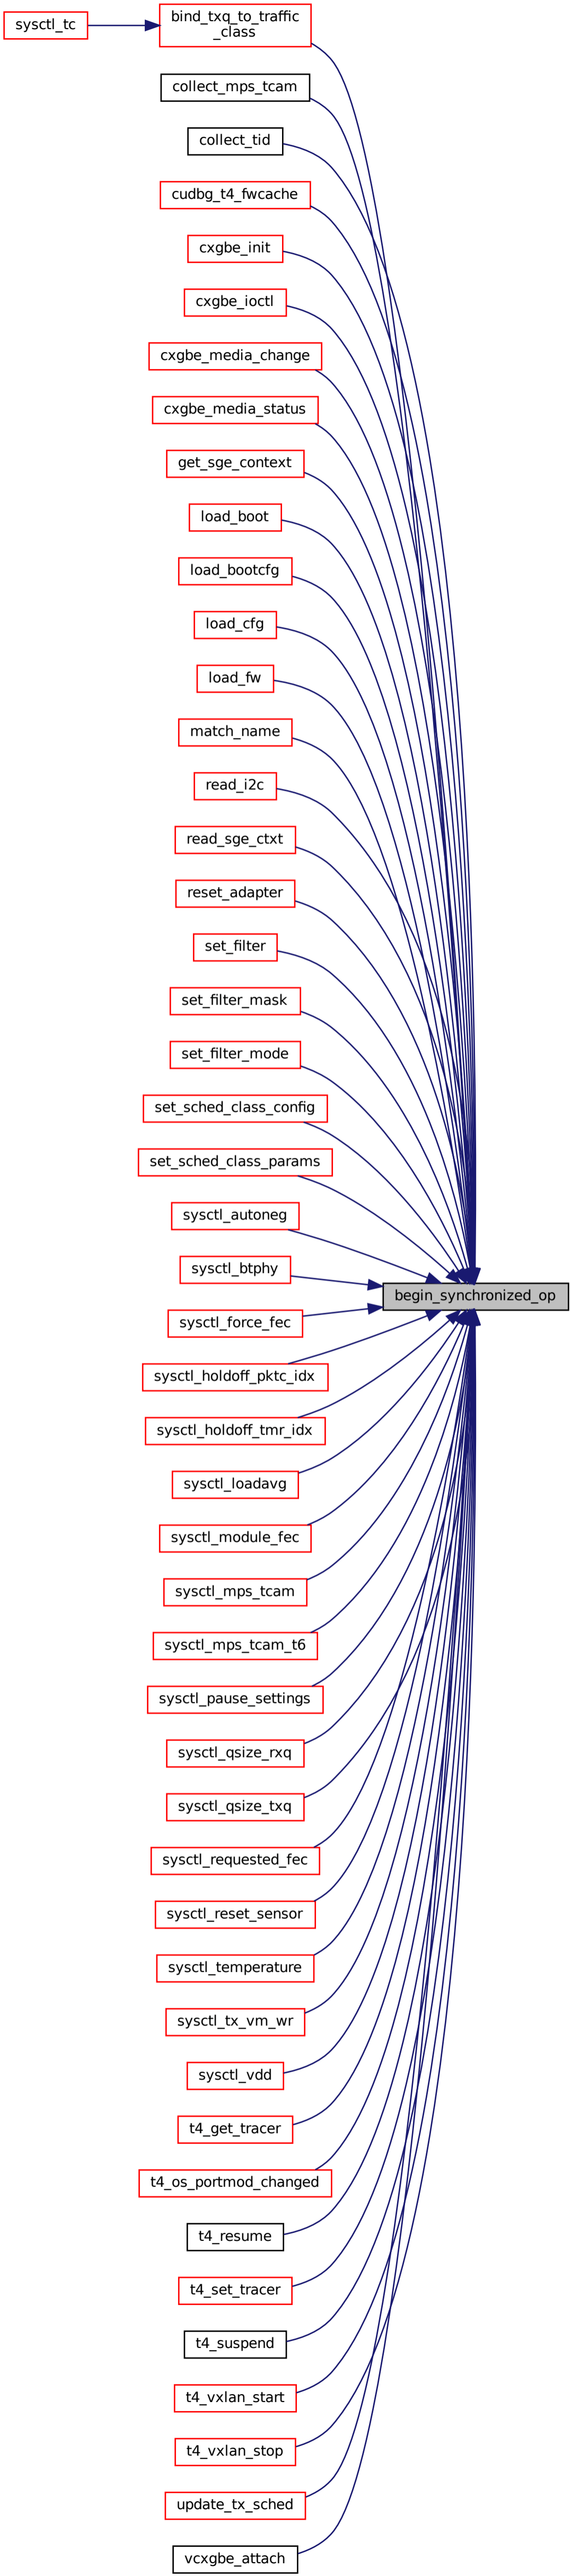 sysctl_tc
bind_txq_to_traffic
_class
collect_mps_tcam
collect_tid
cudbg_t4_fwcache
cxgbe_init
cxgbe_ioctl
cxgbe_media_change
cxgbe_media_status
get_sge_context
load_boot
load_bootcfg
load_cfg
load_fw
match_name
read_i2c
read_sge_ctxt
reset_adapter
set_filter
set_filter_mask
set_filter_mode
set_sched_class_config
set_sched_class_params
sysctl_autoneg
sysctl_btphy
begin_synchronized_op
sysctl_force_fec
sysctl_holdoff_pktc_idx
sysctl_holdoff_tmr_idx
sysctl_loadavg
sysctl_module_fec
sysctl_mps_tcam
sysctl_mps_tcam_t6
sysctl_pause_settings
sysctl_qsize_rxq
sysctl_qsize_txq
sysctl_requested_fec
sysctl_reset_sensor
sysctl_temperature
sysctl_tx_vm_wr
sysctl_vdd
t4_get_tracer
t4_os_portmod_changed
t4_resume
t4_set_tracer
t4_suspend
t4_vxlan_start
t4_vxlan_stop
update_tx_sched
vcxgbe_attach